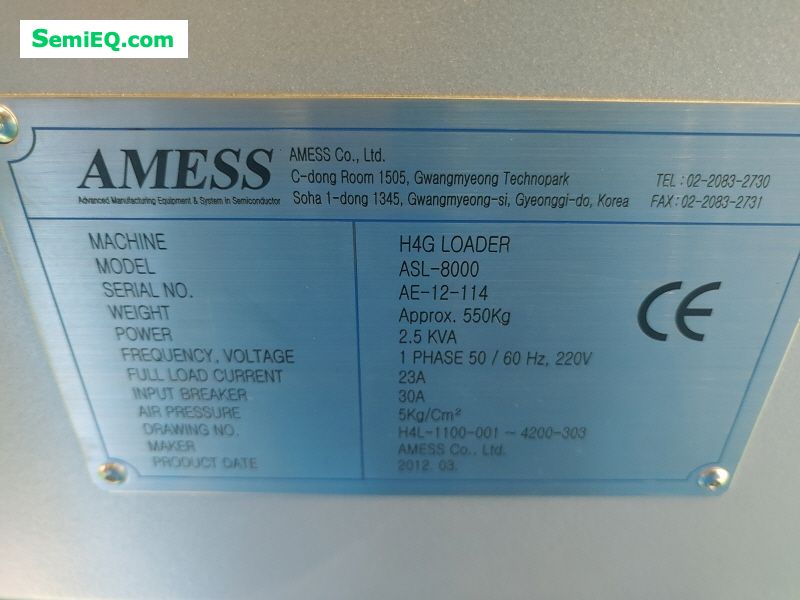 SemiEQ.com
AMESS
Advanced Manufacturing Equipment & System in Semiconductor
AMESS Co., Ltd.
C-dong Room 1505, Gwangmyeong Technopark
Soha 1-dong 1345, Gwangmyeong-si, Gyeonggi-do, Korea
TEL : 02-2083-2730
FAX : 02-2083-2731
MACHINE H4G LOADER
MODEL ASL-8000
SERIAL NO. AE-12-114
WEIGHT Approx. 550Kg
POWER 2.5 KVA
FREQUENCY, VOLTAGE 1 PHASE 50 / 60 Hz, 220V
FULL LOAD CURRENT 23A
INPUT BREAKER 30A
AIR PRESSURE 5Kg/Cm²
DRAWING NO. H4L-1100-001 ~ 4200-303
MAKER AMESS Co., Ltd.
PRODUCT DATE 2012. 03.
CE